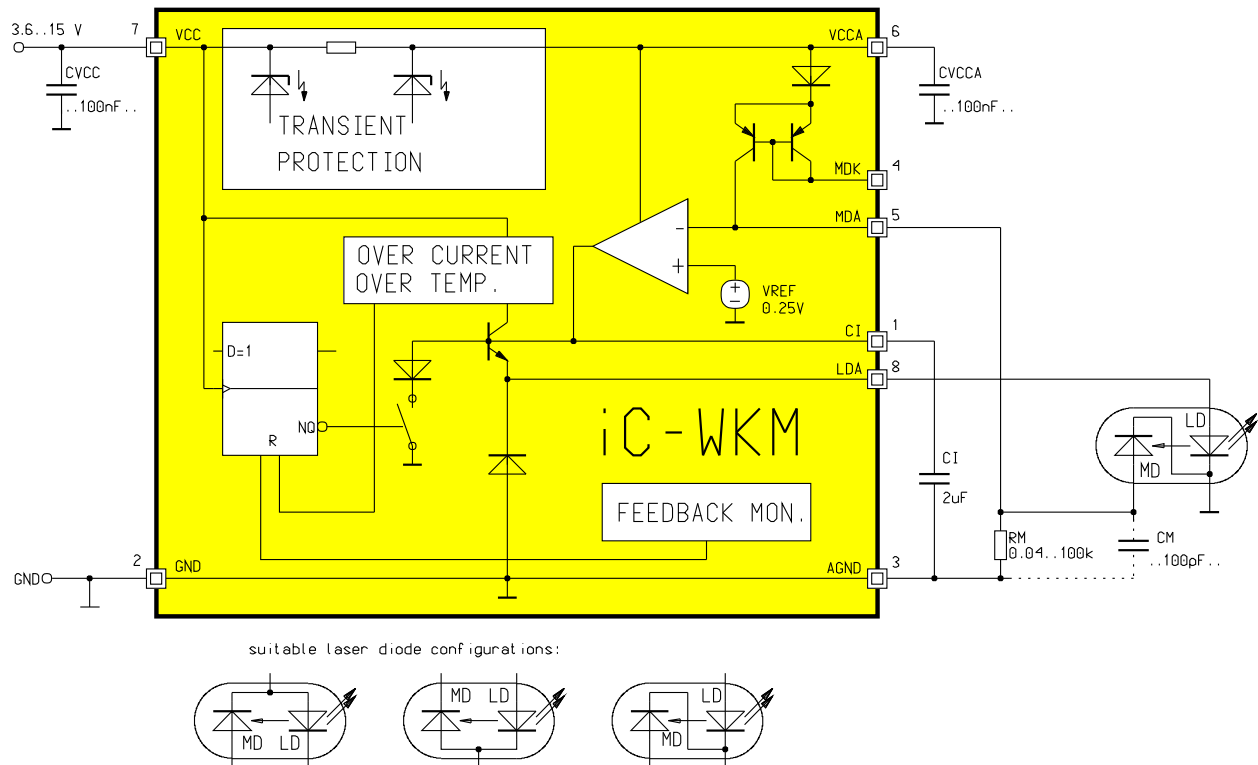 3.6..15 V
7
VCC
VCCA
6
CVCC
..100nF..
CVCCA
..100nF..
TRANSIENT
PROTECTION
MDK
4
MDA
5
OVER CURRENT
OVER TEMP.
-
+
+
-
VREF
0.25V
CI
1
LDA
8
D=1
NQ
R
iC-WKM
LD
MD
CI
2uF
FEEDBACK MON.
RM
0.04..100k
CM
..100pF..
GND
2
GND
AGND
3
suitable laser diode configurations:
MD LD
MD LD
LD
MD